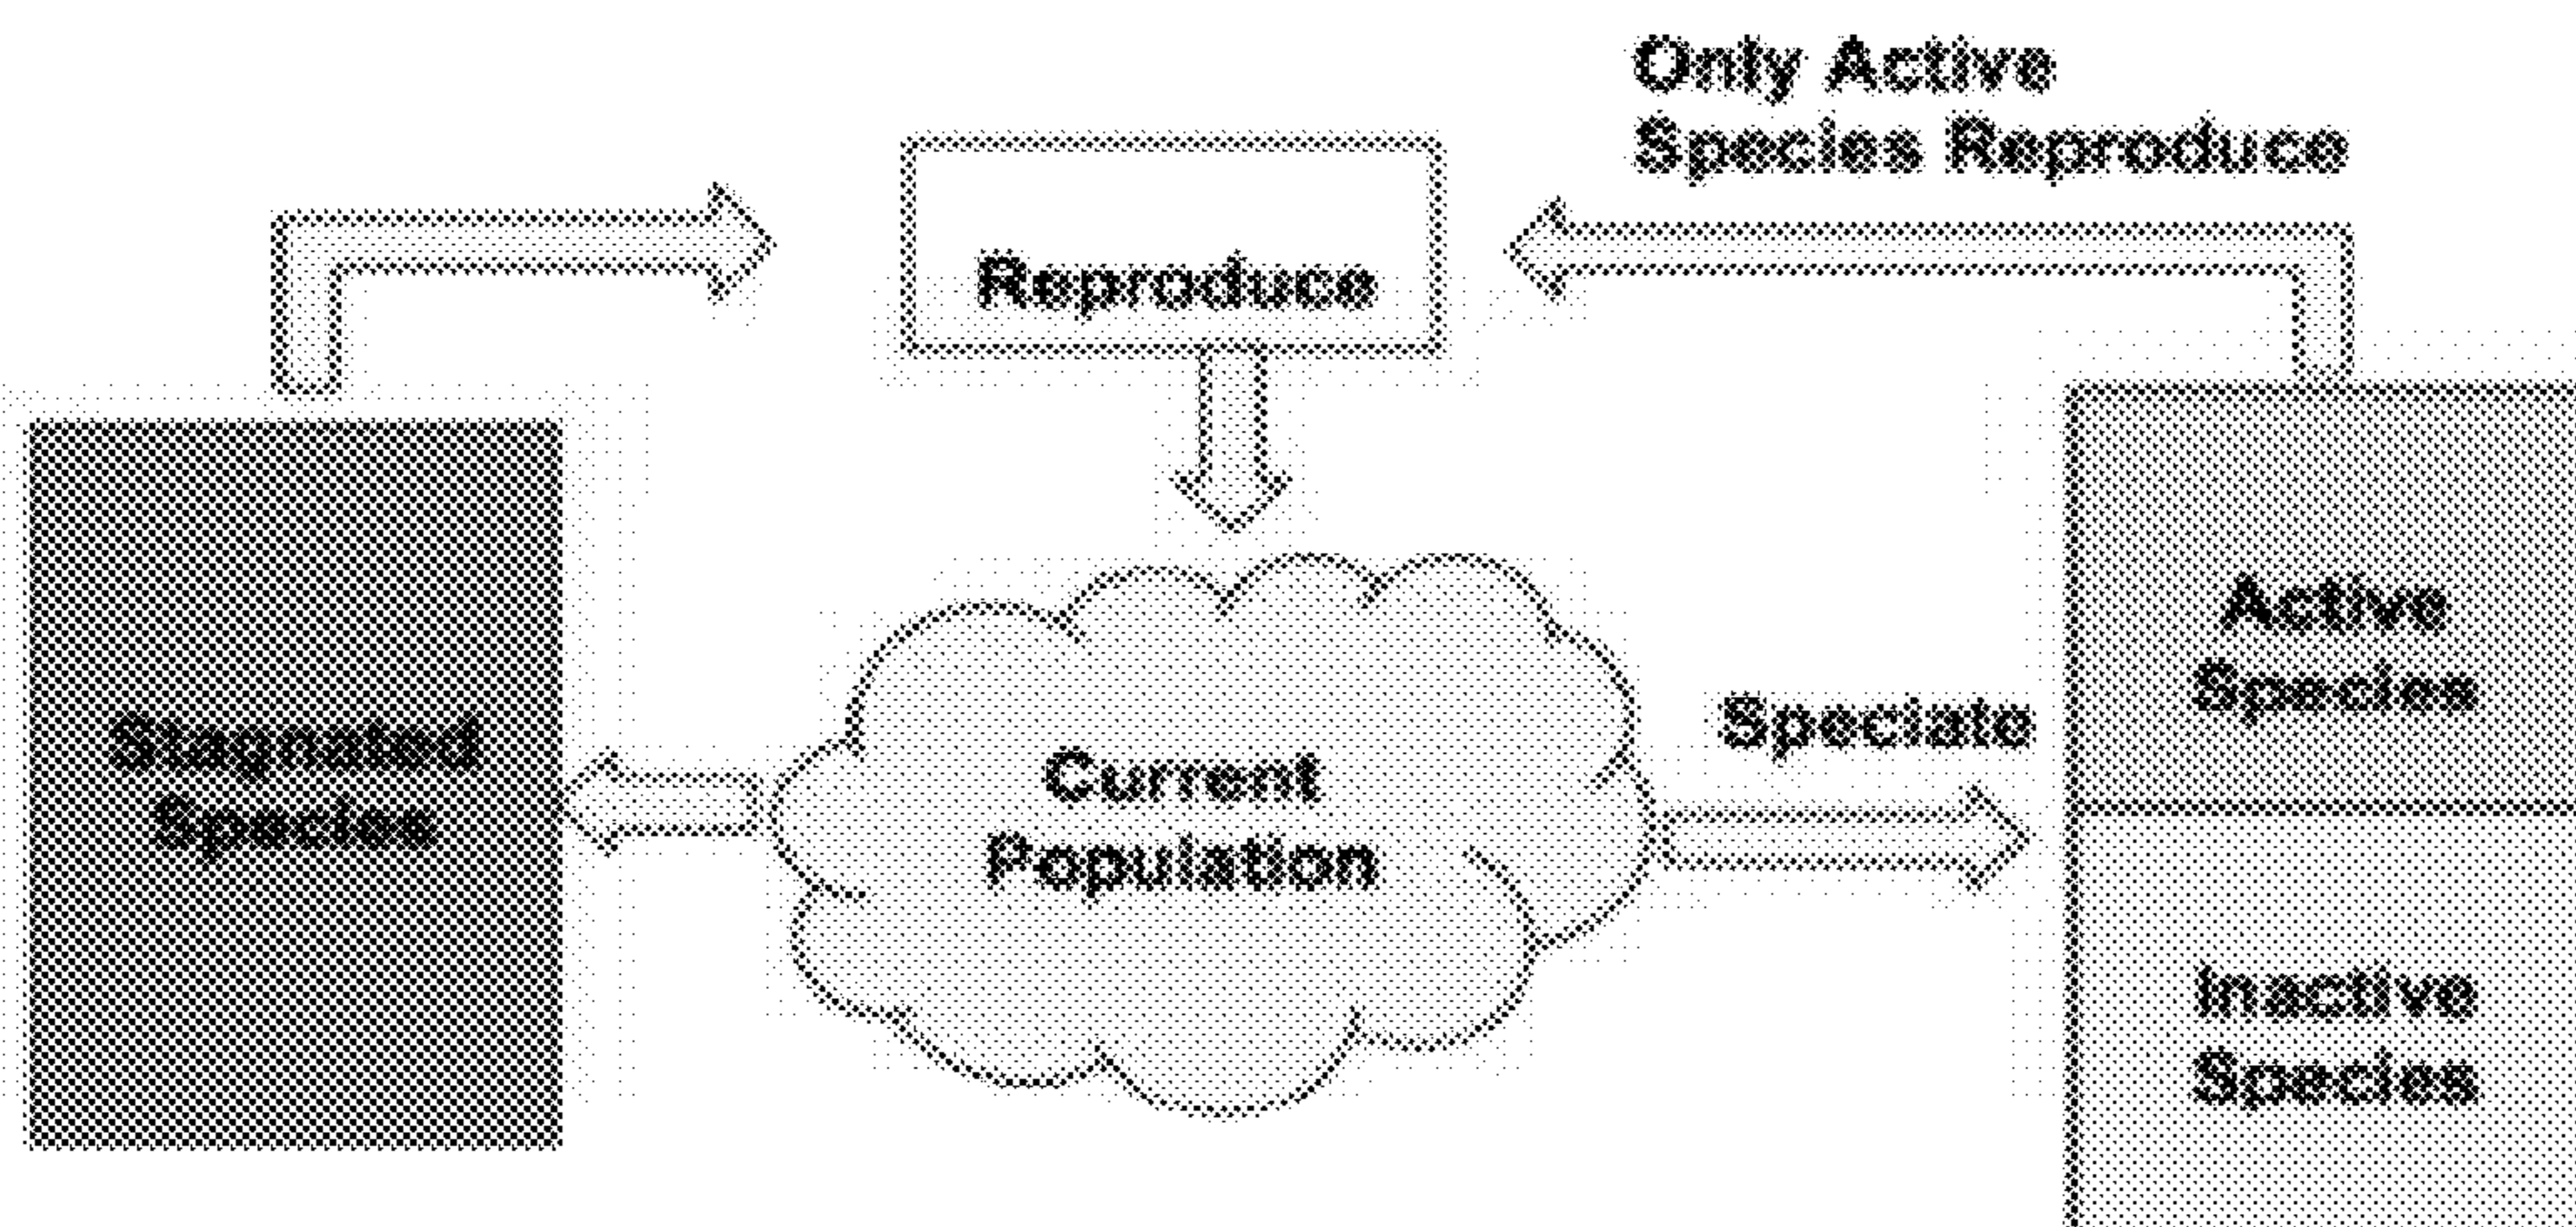 Only Active
Species Reproduce
Reproduce
Stagnated
Species
Current
Population
Speciate
Active
Species
Inactive
Species